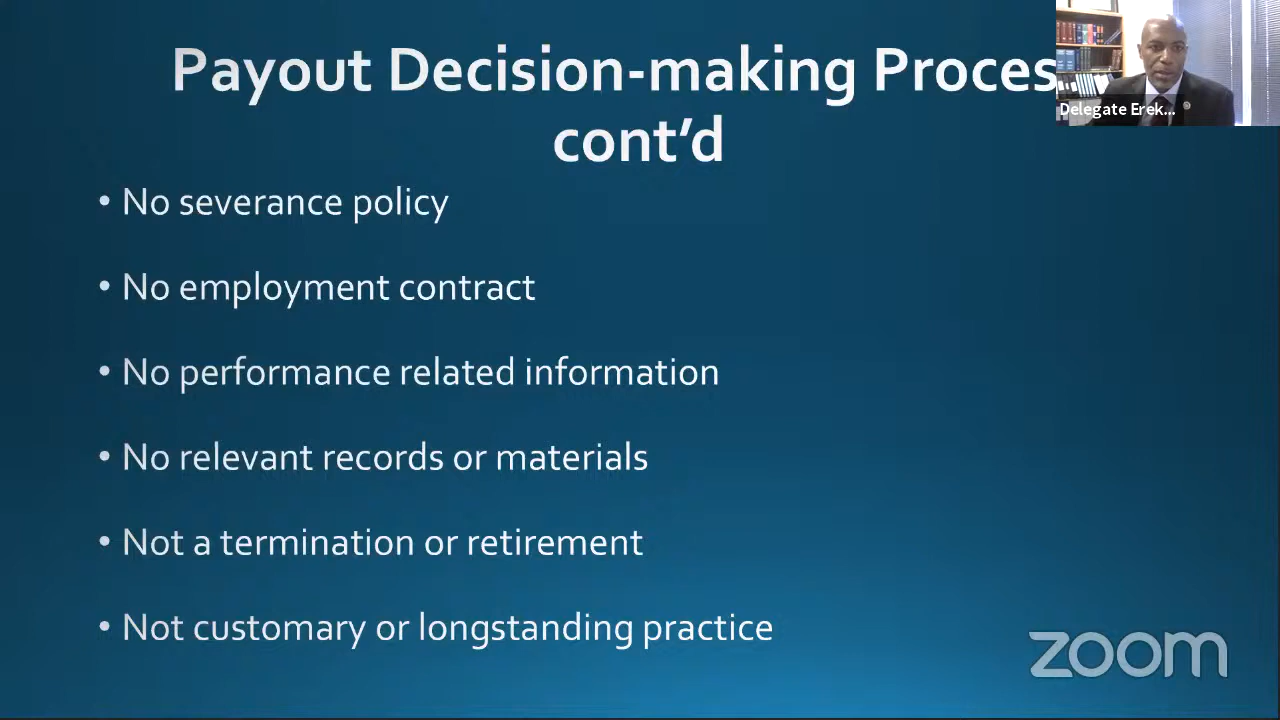 Payout Decision-making Proces
cont’d
Delegate Erek...
• No severance policy
• No employment contract
• No performance related information
• No relevant records or materials
• Not a termination or retirement
• Not customary or longstanding practice
zoom